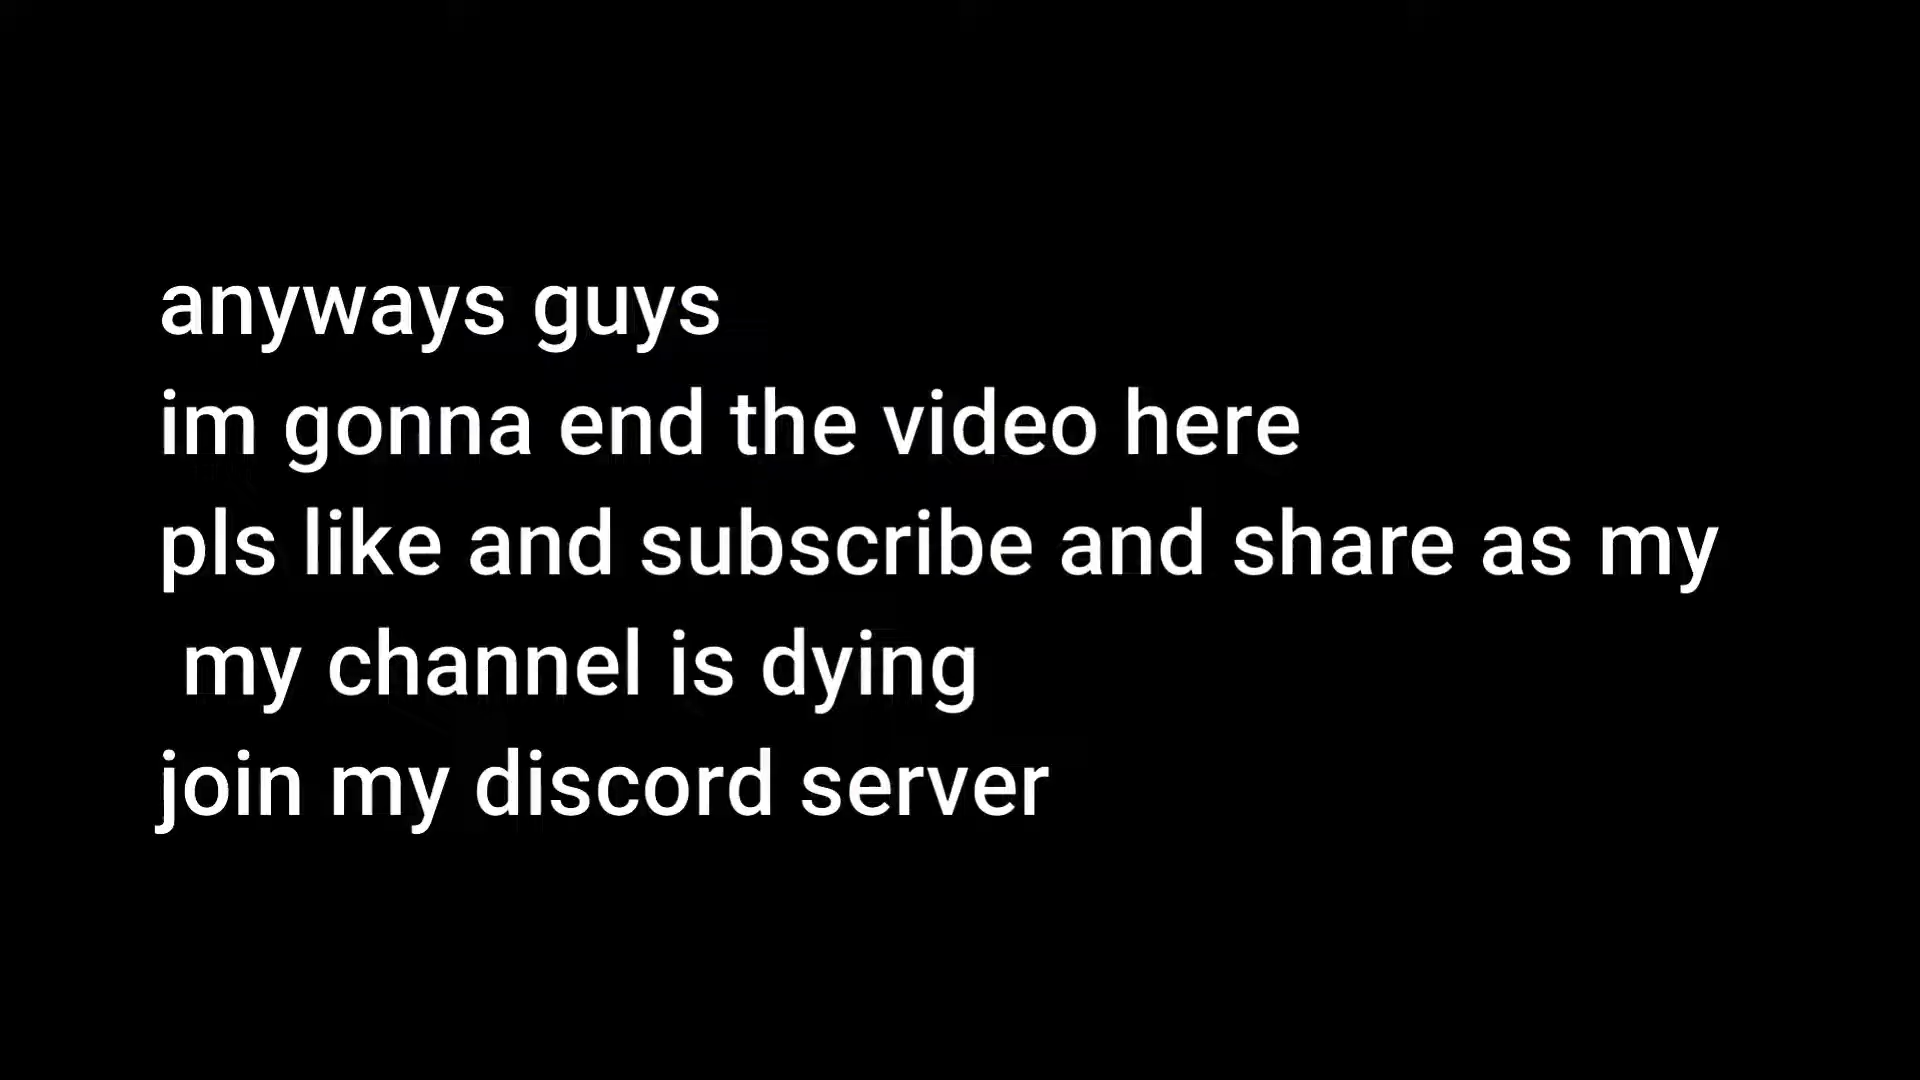 anyways guys
im gonna end the video here
pls like and subscribe and share as my
my channel is dying
join my discord server